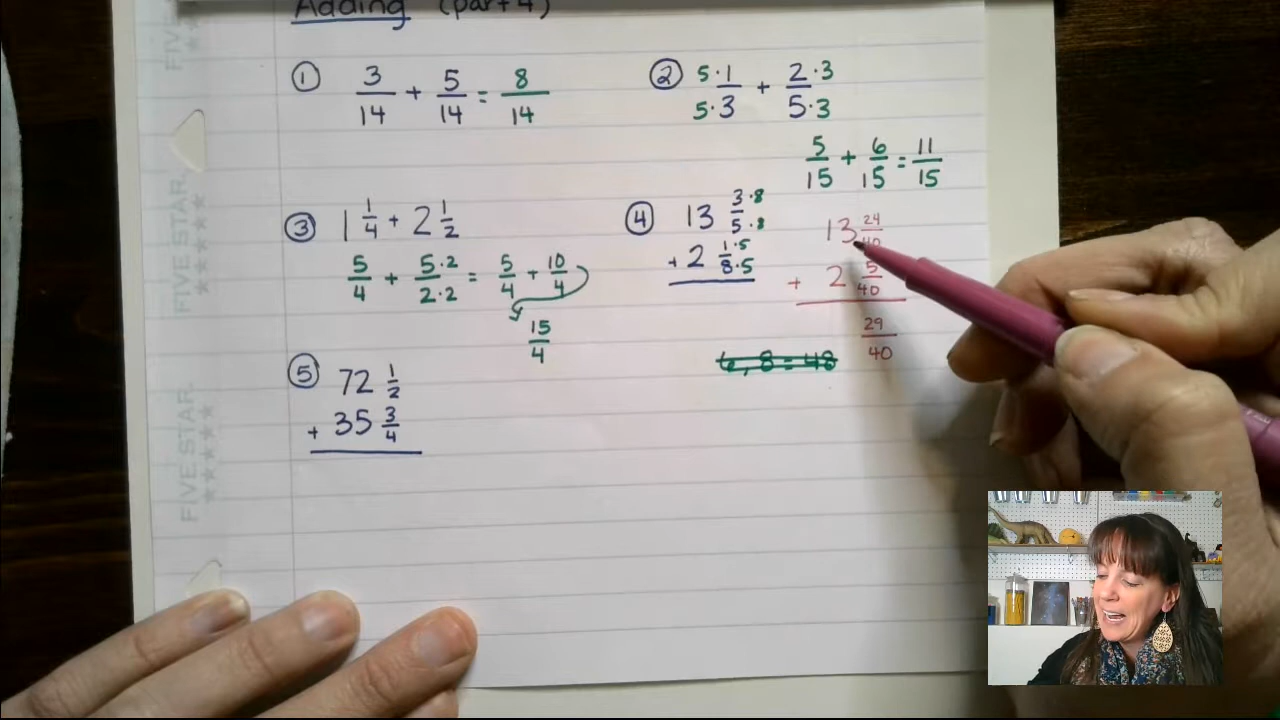 Adding (part 4)
① 3/14 + 5/14 = 8/14
② 5·1/5·3 + 2·3/5·3
5/15 + 6/15 = 11/15
③ 1 1/4 + 2 1/2
5/4 + 5·2/2·2 = 5/4 + 10/4
15/4
④ 13 3·8/5·8
+ 2 1·5/8·5
13 24/40
+ 2 5/40
29/40
6, 8 = 48
⑤ 72 1/2
+ 35 3/4
FIVE STAR
FIVE STAR
FIVE STAR